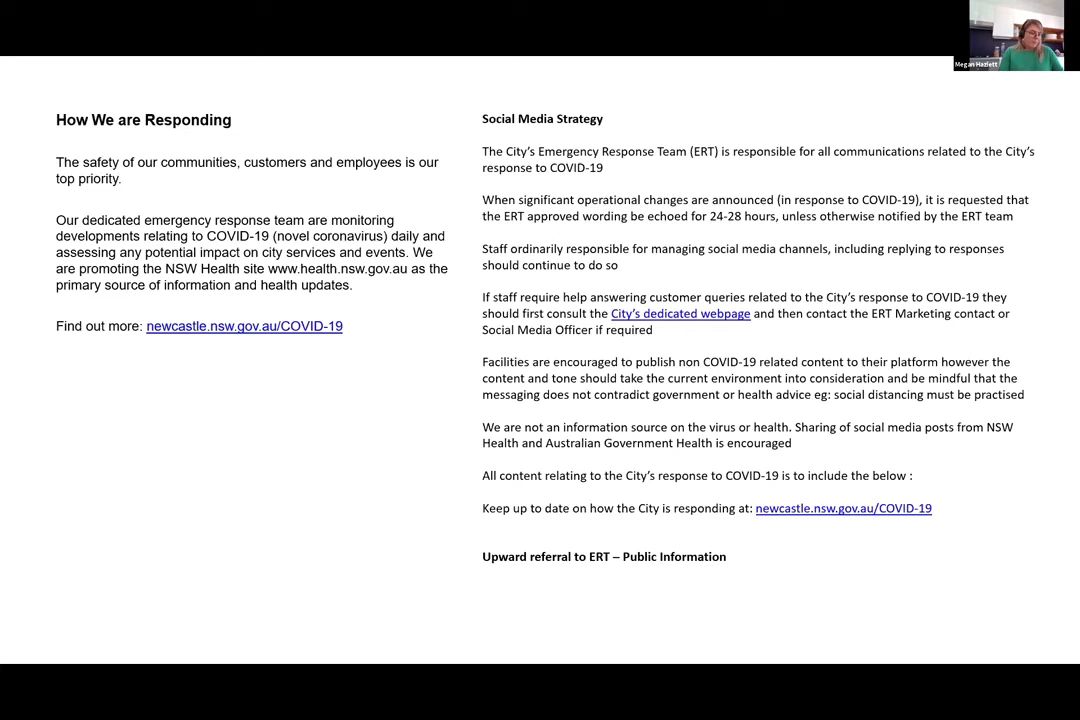 Megan Hazlett
How We are Responding
The safety of our communities, customers and employees is our
top priority.
Our dedicated emergency response team are monitoring
developments relating to COVID-19 (novel coronavirus) daily and
assessing any potential impact on city services and events. We
are promoting the NSW Health site www.health.nsw.gov.au as the
primary source of information and health updates.
Find out more: newcastle.nsw.gov.au/COVID-19
Social Media Strategy
The City's Emergency Response Team (ERT) is responsible for all communications related to the City's
response to COVID-19
When significant operational changes are announced (in response to COVID-19), it is requested that
the ERT approved wording be echoed for 24-28 hours, unless otherwise notified by the ERT team
Staff ordinarily responsible for managing social media channels, including replying to responses
should continue to do so
If staff require help answering customer queries related to the City's response to COVID-19 they
should first consult the City's dedicated webpage and then contact the ERT Marketing contact or
Social Media Officer if required
Facilities are encouraged to publish non COVID-19 related content to their platform however the
content and tone should take the current environment into consideration and be mindful that the
messaging does not contradict government or health advice eg: social distancing must be practised
We are not an information source on the virus or health. Sharing of social media posts from NSW
Health and Australian Government Health is encouraged
All content relating to the City's response to COVID-19 is to include the below :
Keep up to date on how the City is responding at: newcastle.nsw.gov.au/COVID-19
Upward referral to ERT – Public Information